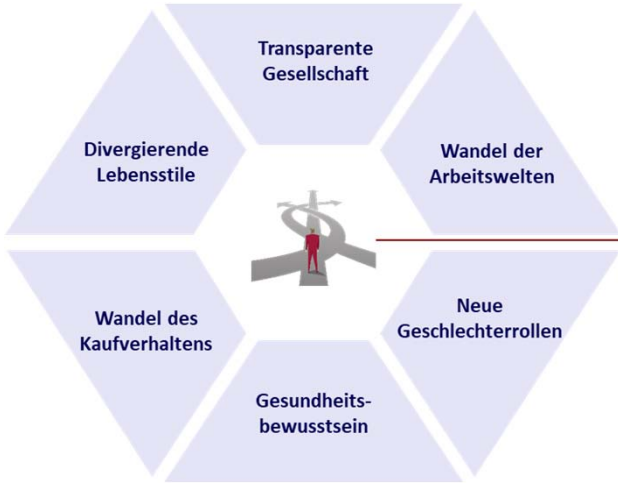 Transparente
Gesellschaft
Divergierende
Lebensstile
Wandel der
Arbeitswelten
Wandel des
Kaufverhaltens
Neue
Geschlechterrollen
Gesundheits-
bewusstsein